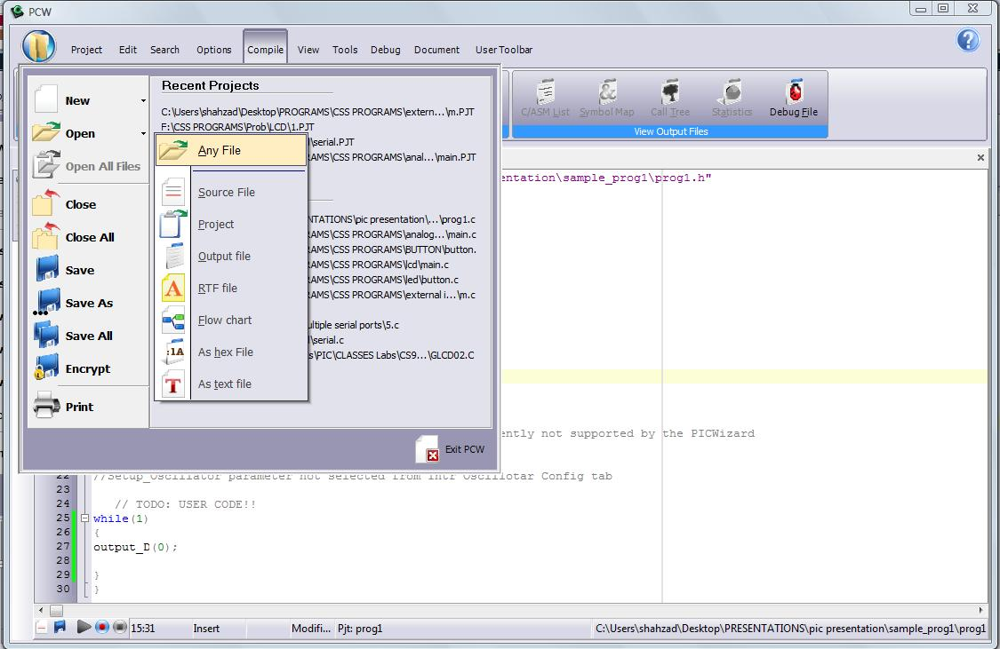 PCW
Project Edit Search Options Compile View Tools Debug Document User Toolbar
New
Open
Open All Files
Close
Close All
Save
Save As
Save All
Encrypt
Print
Recent Projects
C:\Users\shahzad\Desktop\PROGRAMS\CSS PROGRAMS\extern...\m.PJT
F:\CSS PROGRAMS\Prob\LCD\1.PJT
\serial.PJT
AMS\CSS PROGRAMS\anal...\main.PJT
Any File
Source File
Project
Output file
RTF file
Flow chart
As hex File
As text file
NTATIONS\pic presentation\...\prog1.c
AMS\CSS PROGRAMS\analog...\main.c
AMS\CSS PROGRAMS\BUTTON\button.
AMS\CSS PROGRAMS\lcd\main.c
AMS\CSS PROGRAMS\led\button.c
AMS\CSS PROGRAMS\external i...\m.c
ultiple serial ports\5.c
\serial.c
s\PIC\CLASSES Labs\CS9...\GLCD02.C
Exit PCW
C/ASM List Symbol Map Call Tree Statistics Debug File
View Output Files
entation\sample_prog1\prog1.h"
ently not supported by the PICWizard
22 //Setup_Oscillator parameter not selected from Intr Oscillotar Config tab
23
24 // TODO: USER CODE!!
25 while(1)
26 {
27 output_D(0);
28
29 }
30 }
15:31 Insert Modifi... Pjt: prog1 C:\Users\shahzad\Desktop\PRESENTATIONS\pic presentation\sample_prog1\prog1